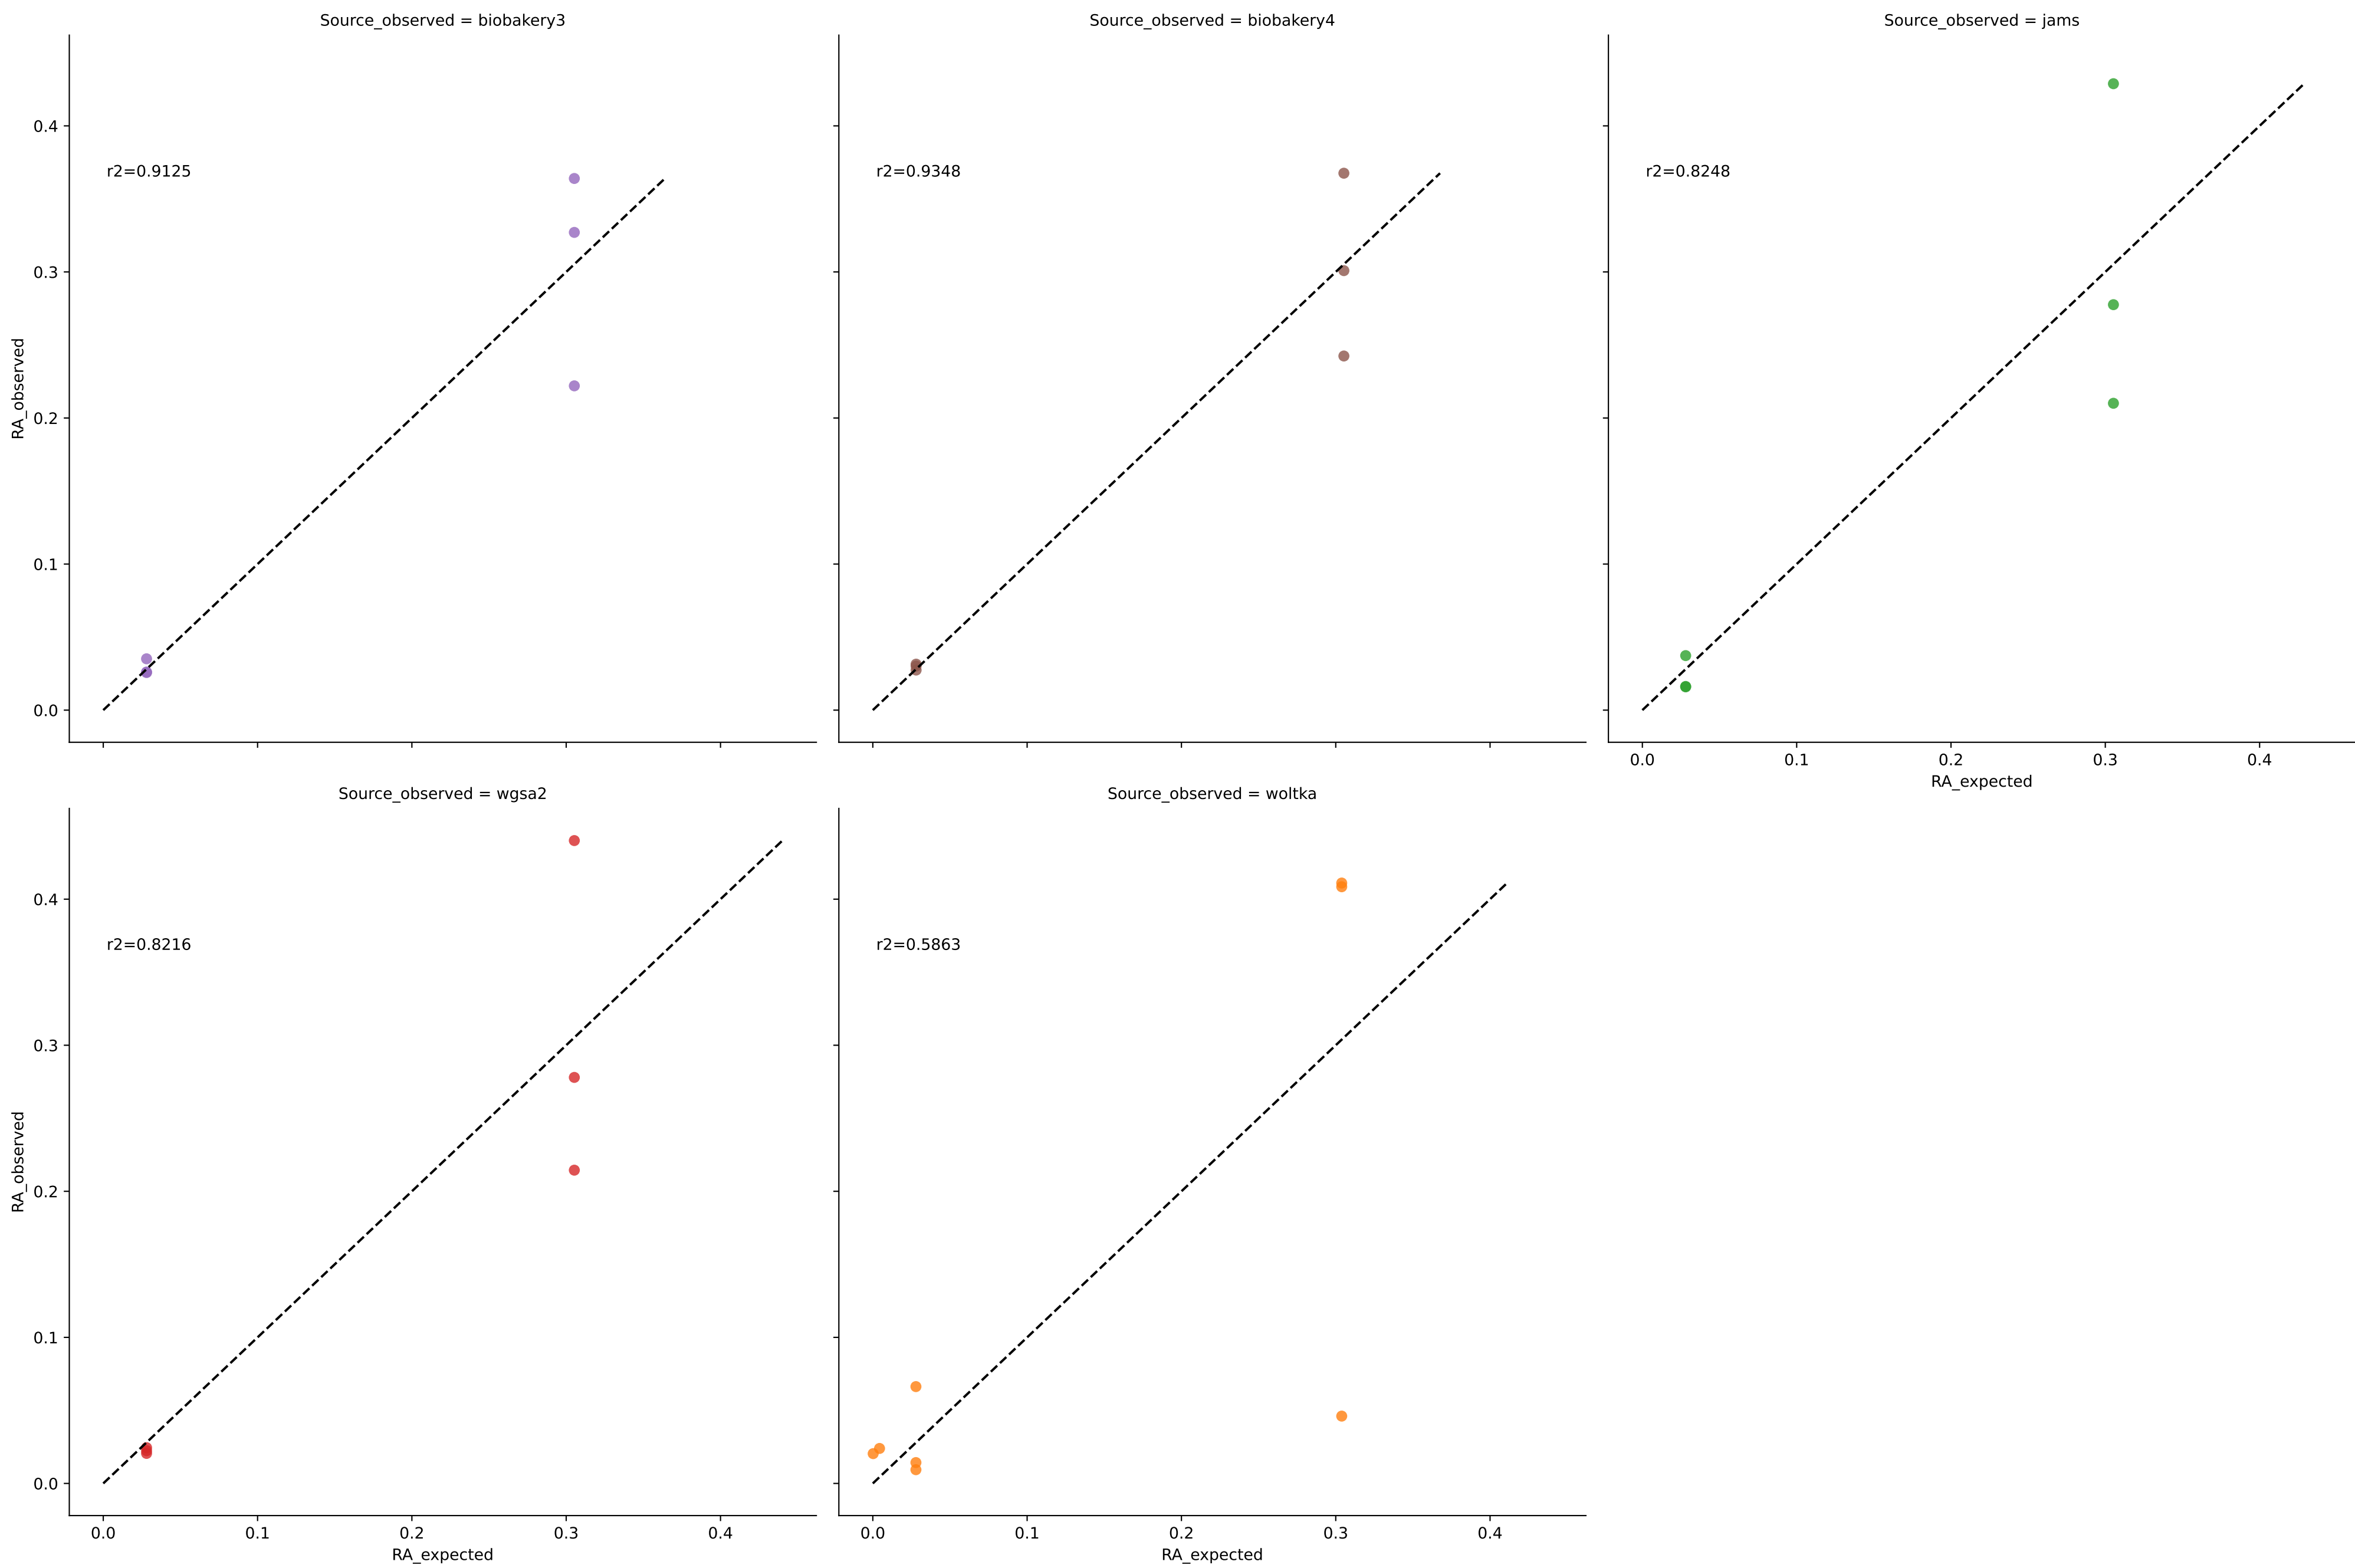 Source_observed = biobakery3
Source_observed = biobakery4
Source_observed = jams
RA_observed
0.4
0.3
0.2
0.1
0.0
r2=0.9125
r2=0.9348
r2=0.8248
0.0 0.1 0.2 0.3 0.4
RA_expected
Source_observed = wgsa2
Source_observed = woltka
RA_observed
0.4
0.3
0.2
0.1
0.0
r2=0.8216
r2=0.5863
0.0 0.1 0.2 0.3 0.4
RA_expected
0.0 0.1 0.2 0.3 0.4
RA_expected